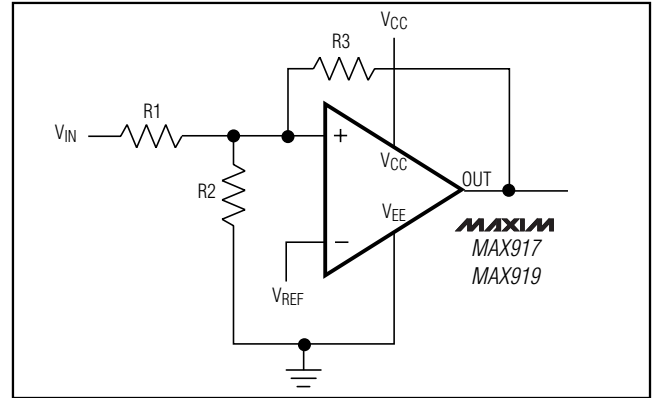 VCC
R3
R1
VIN
+
VCC
OUT
R2
VEE
−
VREF
MAXIM
MAX917
MAX919